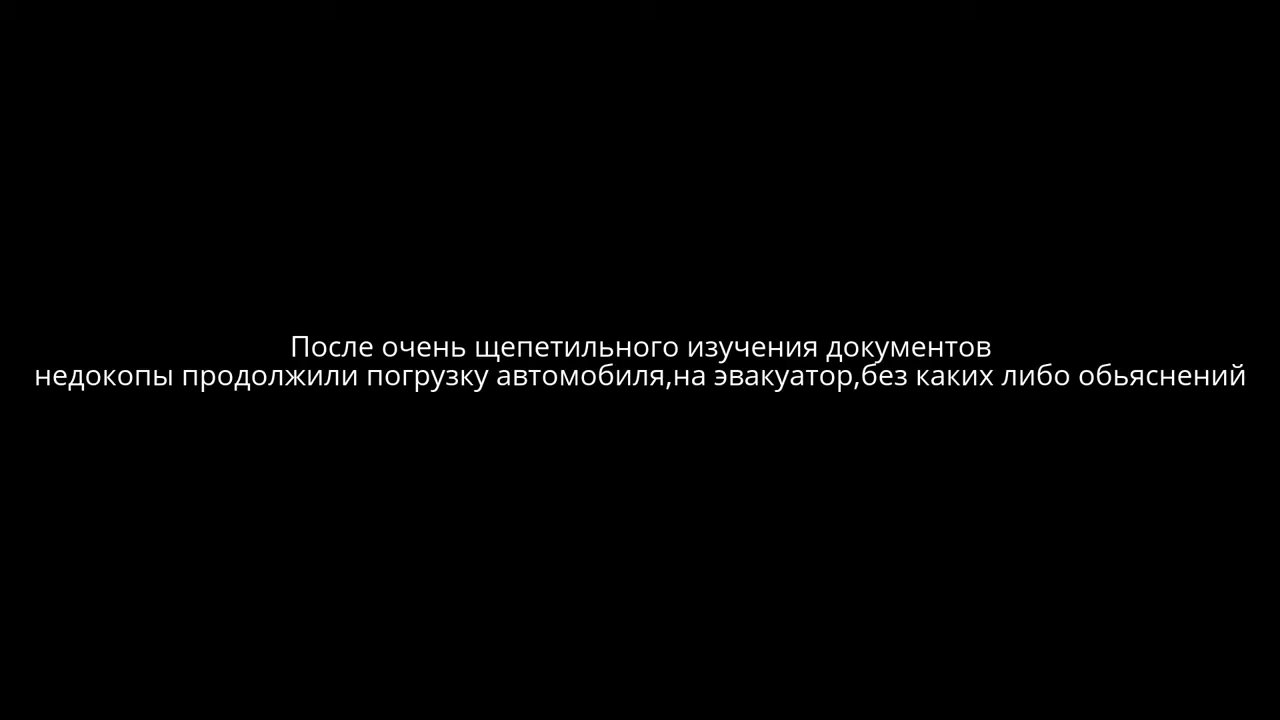 После очень щепетильного изучения документов
недокопы продолжили погрузку автомобиля,на эвакуатор,без каких либо обьяснений